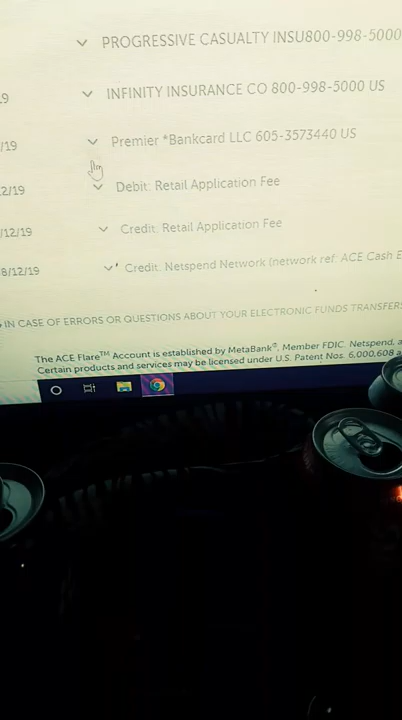 PROGRESSIVE CASUALTY INSU800-998-5000
INFINITY INSURANCE CO 800-998-5000 US
/19
Premier *Bankcard LLC 605-3573440 US
2/19
Debit: Retail Application Fee
/12/19
Credit: Retail Application Fee
8/12/19
Credit: Netspend Network (network ref: ACE Cash E
IN CASE OF ERRORS OR QUESTIONS ABOUT YOUR ELECTRONIC FUNDS TRANSFERS
The ACE Flare™ Account is established by MetaBank®, Member FDIC. Netspend, a
Certain products and services may be licensed under U.S. Patent Nos. 6,000,608 a